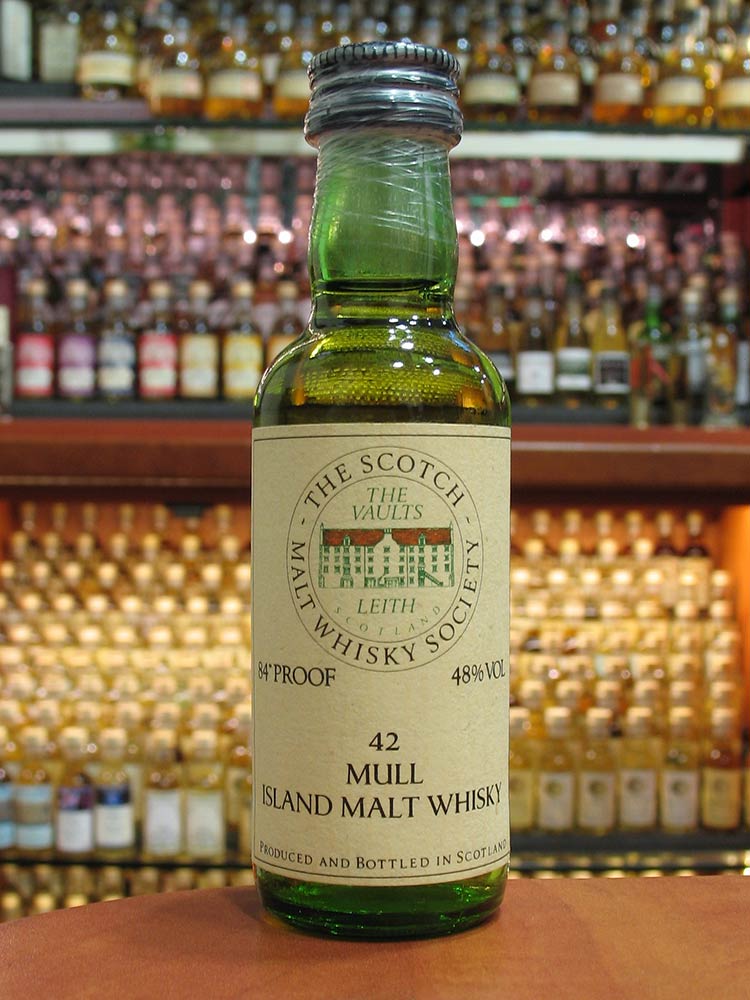 THE SCOTCH
MALT WHISKY SOCIETY
THE
VAULTS
LEITH
SCOTLAND
84° PROOF 48% VOL
42
MULL
ISLAND MALT WHISKY
PRODUCED AND BOTTLED IN SCOTLAND